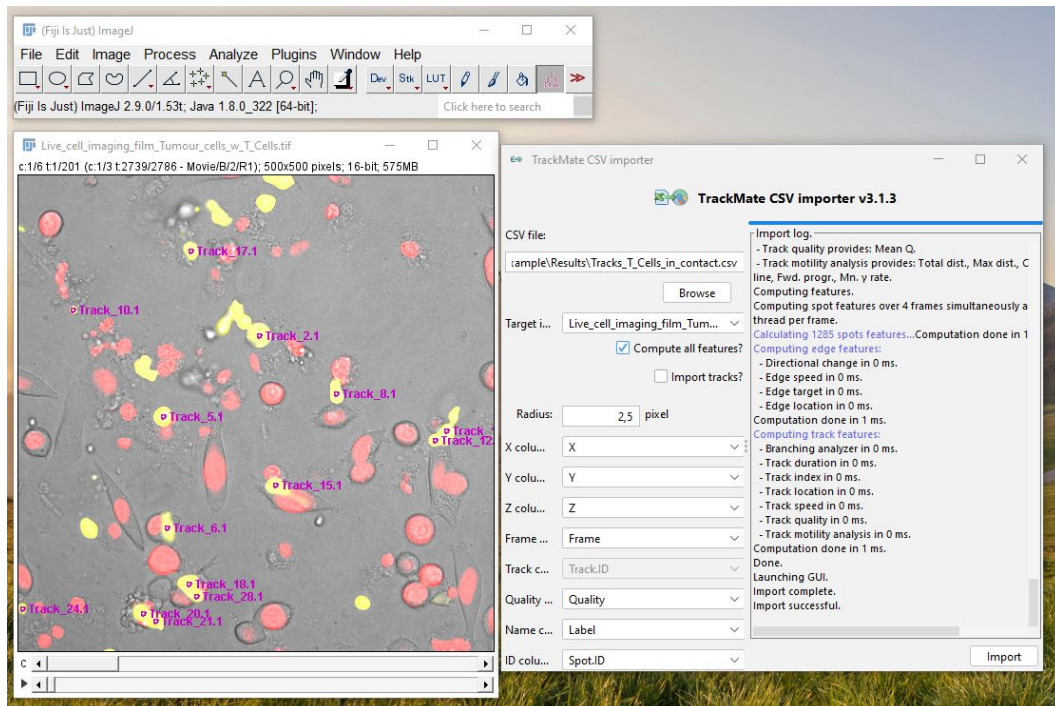 (Fiji Is Just) ImageJ
File Edit Image Process Analyze Plugins Window Help
Dev Stk LUT
(Fiji Is Just) ImageJ 2.9.0/1.53t; Java 1.8.0_322 [64-bit];
Click here to search
Live_cell_imaging_film_Tumour_cells_w_T_Cells.tif
c:1/6 t:1/201 (c:1/3 t:2739/2786 - Movie/B/2/R1); 500x500 pixels; 16-bit; 575MB
Track_17.1
Track_10.1
Track_2.1
Track_8.1
Track_5.1
Track_
Track_12.
Track_15.1
Track_6.1
Track_18.1
Track_28.1
Track_24.1
Track_20.1
Track_21.1
C
TrackMate CSV importer
TrackMate CSV importer v3.1.3
CSV file:
:ample\Results\Tracks_T_Cells_in_contact.csv
Browse
Target i... Live_cell_imaging_film_Tum...
Compute all features?
Import tracks?
Radius: 2,5 pixel
X colu... X
Y colu... Y
Z colu... Z
Frame ... Frame
Track c... Track.ID
Quality ... Quality
Name c... Label
ID colu... Spot.ID
Import log.
- Track quality provides: Mean Q.
- Track motility analysis provides: Total dist., Max dist., C
line, Fwd. progr., Mn. y rate.
Computing features.
Computing spot features over 4 frames simultaneously a
thread per frame.
Calculating 1285 spots features...Computation done in 1
Computing edge features:
- Directional change in 0 ms.
- Edge speed in 0 ms.
- Edge target in 0 ms.
- Edge location in 0 ms.
Computation done in 1 ms.
Computing track features:
- Branching analyzer in 0 ms.
- Track duration in 0 ms.
- Track index in 0 ms.
- Track location in 0 ms.
- Track speed in 0 ms.
- Track quality in 0 ms.
- Track motility analysis in 0 ms.
Computation done in 1 ms.
Done.
Launching GUI.
Import complete.
Import successful.
Import